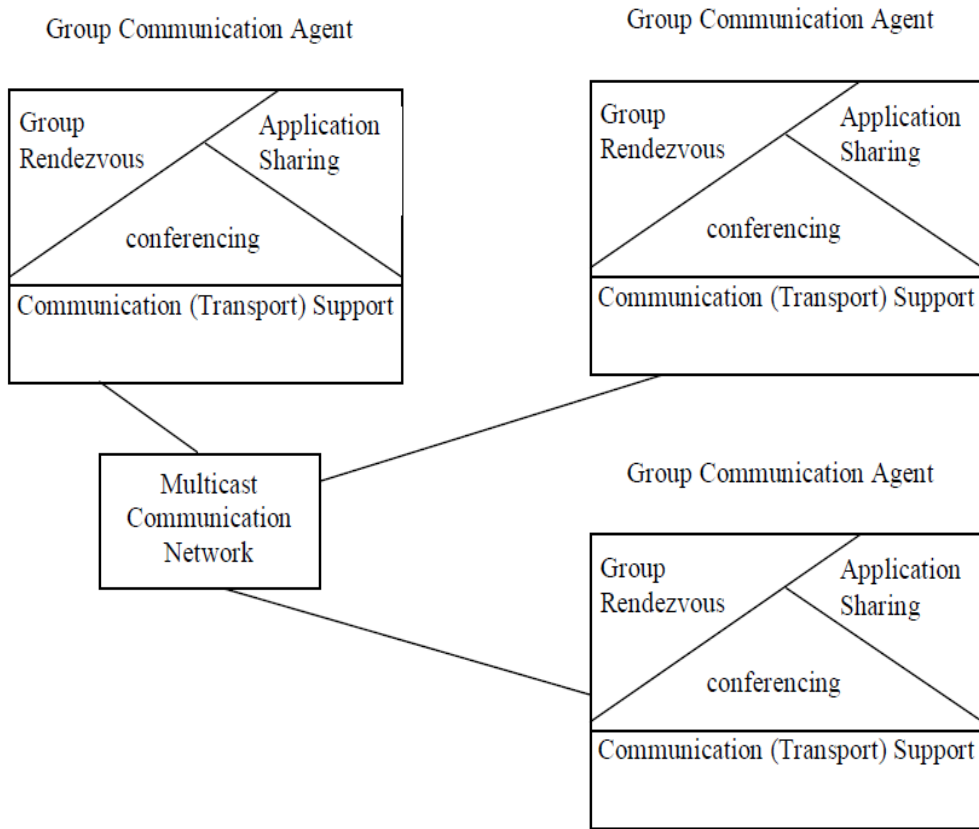 Group Communication Agent
Group
Rendezvous
Application
Sharing
conferencing
Communication (Transport) Support
Group Communication Agent
Group
Rendezvous
Application
Sharing
conferencing
Communication (Transport) Support
Multicast
Communication
Network
Group Communication Agent
Group
Rendezvous
Application
Sharing
conferencing
Communication (Transport) Support